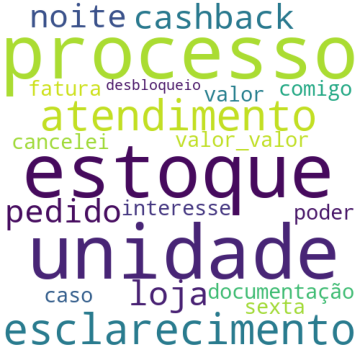 noite cashback
processo
fatura desbloqueio valor comigo
atendimento
cancelei valor_valor
estoque
pedido interesse poder
unidade
caso loja documentação
sexta
esclarecimento